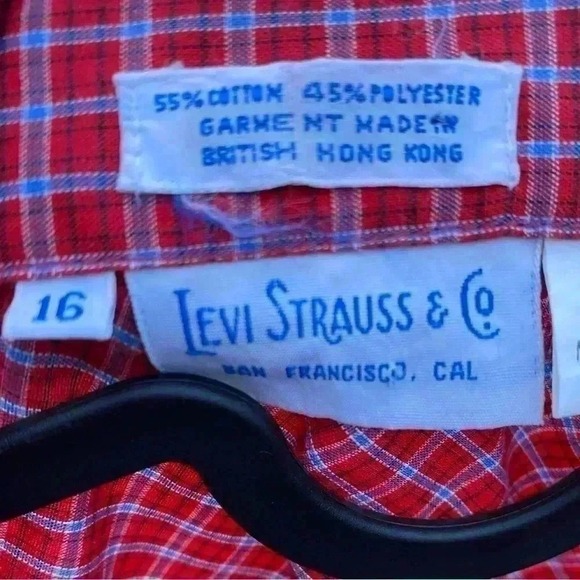 55% COTTON 45% POLYESTER
GARMENT MADE IN
BRITISH HONG KONG
16
LEVI STRAUSS & CO
SAN FRANCISCO, CAL